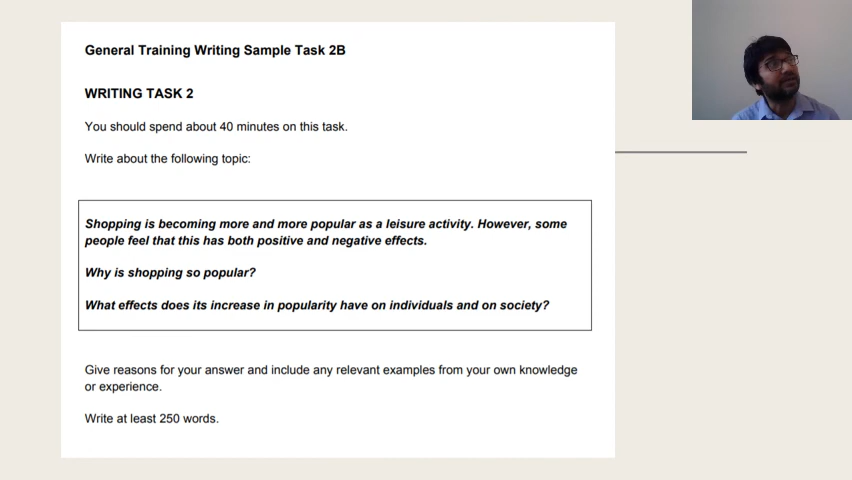 General Training Writing Sample Task 2B
WRITING TASK 2
You should spend about 40 minutes on this task.
Write about the following topic:
Shopping is becoming more and more popular as a leisure activity. However, some
people feel that this has both positive and negative effects.
Why is shopping so popular?
What effects does its increase in popularity have on individuals and on society?
Give reasons for your answer and include any relevant examples from your own knowledge
or experience.
Write at least 250 words.